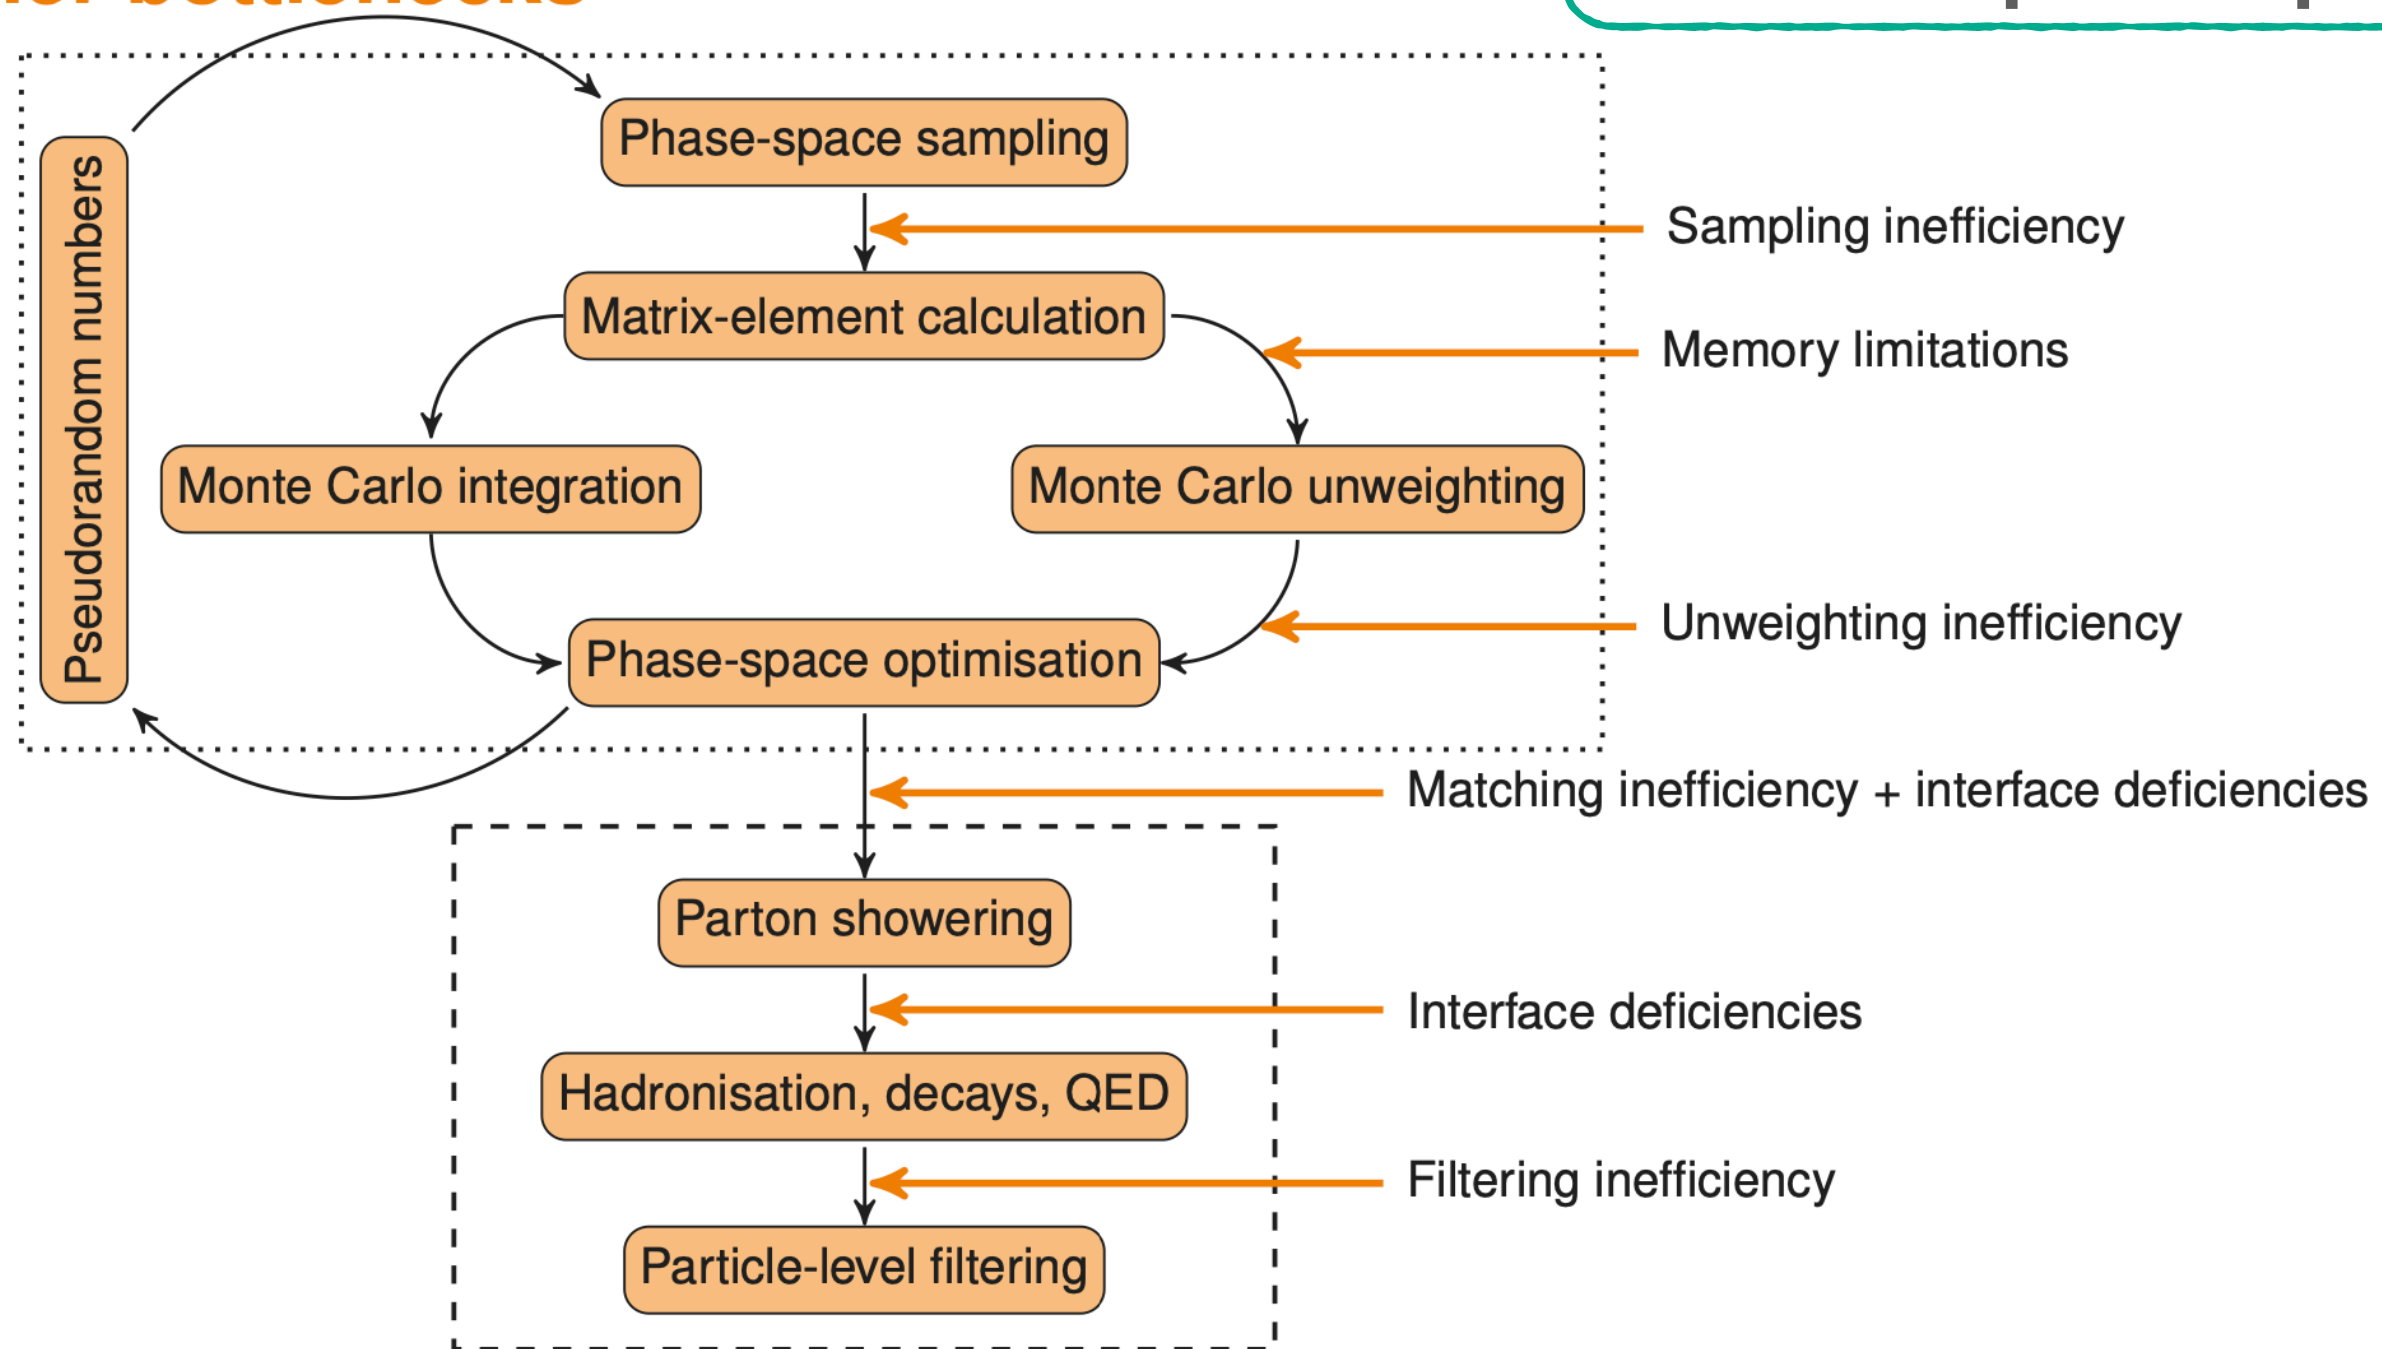 bottlenecks
Phase-space sampling
Pseudorandom numbers
Sampling inefficiency
Matrix-element calculation
Memory limitations
Monte Carlo integration
Monte Carlo unweighting
Unweighting inefficiency
Phase-space optimisation
Matching inefficiency + interface deficiencies
Parton showering
Interface deficiencies
Hadronisation, decays, QED
Filtering inefficiency
Particle-level filtering